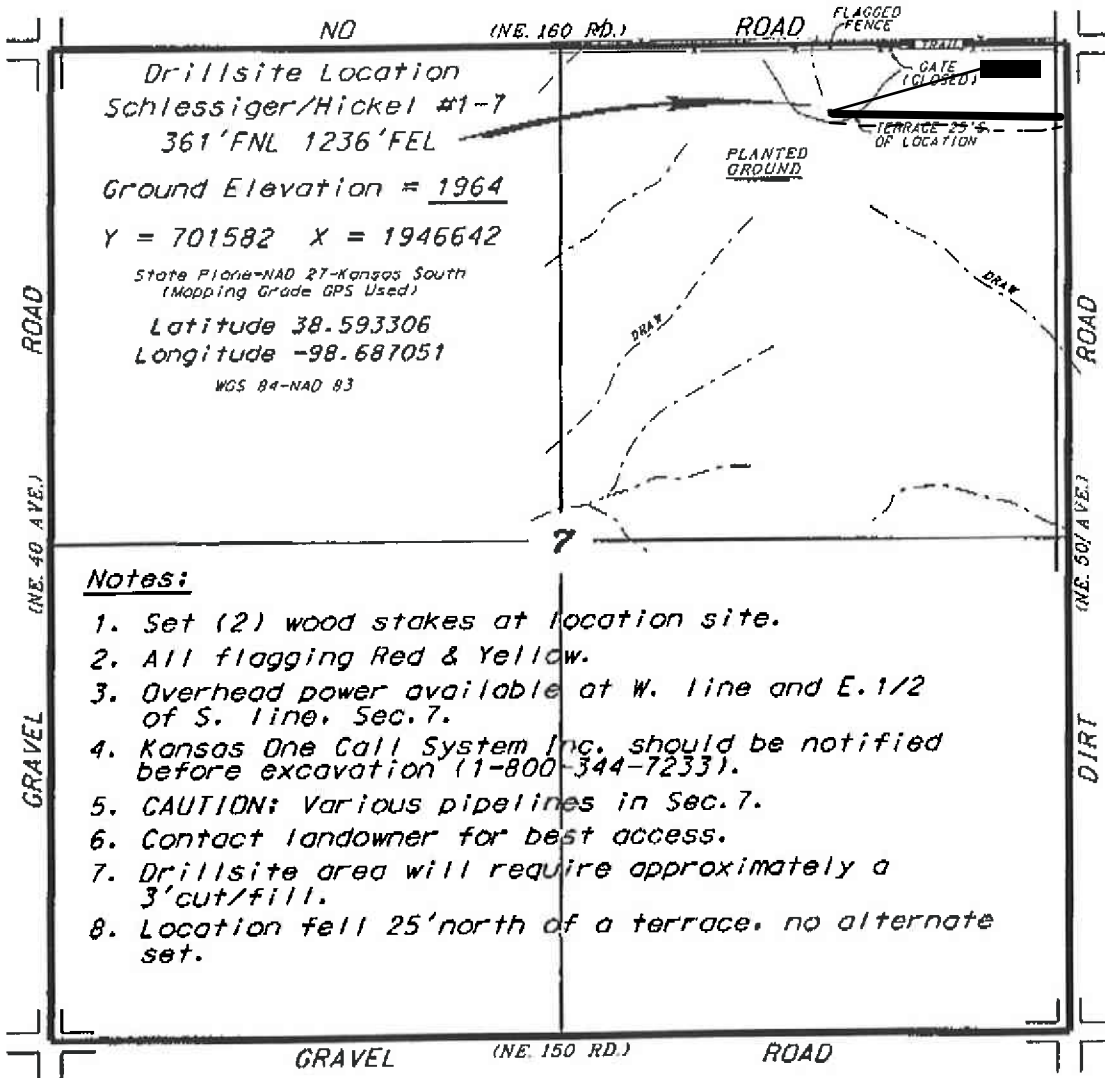 NO (NE. 160 RD.) ROAD
FLAGGED
FENCE
TRAIL
GATE
(CLOSED)
Drillsite Location
Schlessiger/Hickel #1-7
361'FNL 1236'FEL
TERRACE 25'S.
OF LOCATION
PLANTED
GROUND
Ground Elevation = 1964
Y = 701582 X = 1946642
State Plane-NAD 27-Kansas South
(Mapping Grade GPS Used)
Latitude 38.593306
Longitude -98.687051
WGS 84-NAD 83
DRAW
DRAW
GRAVEL (NE. 40 AVE.) ROAD
DIRT (NE. 50 AVE.) ROAD
7
Notes:
1. Set (2) wood stakes at location site.
2. All flagging Red & Yellow.
3. Overhead power available at W. line and E. 1/2
of S. line, Sec. 7.
4. Kansas One Call System Inc. should be notified
before excavation (1-800-344-7233).
5. CAUTION: Various pipelines in Sec. 7.
6. Contact landowner for best access.
7. Drillsite area will require approximately a
3'cut/fill.
8. Location fell 25'north of a terrace, no alternate
set.
GRAVEL (NE. 150 RD.) ROAD